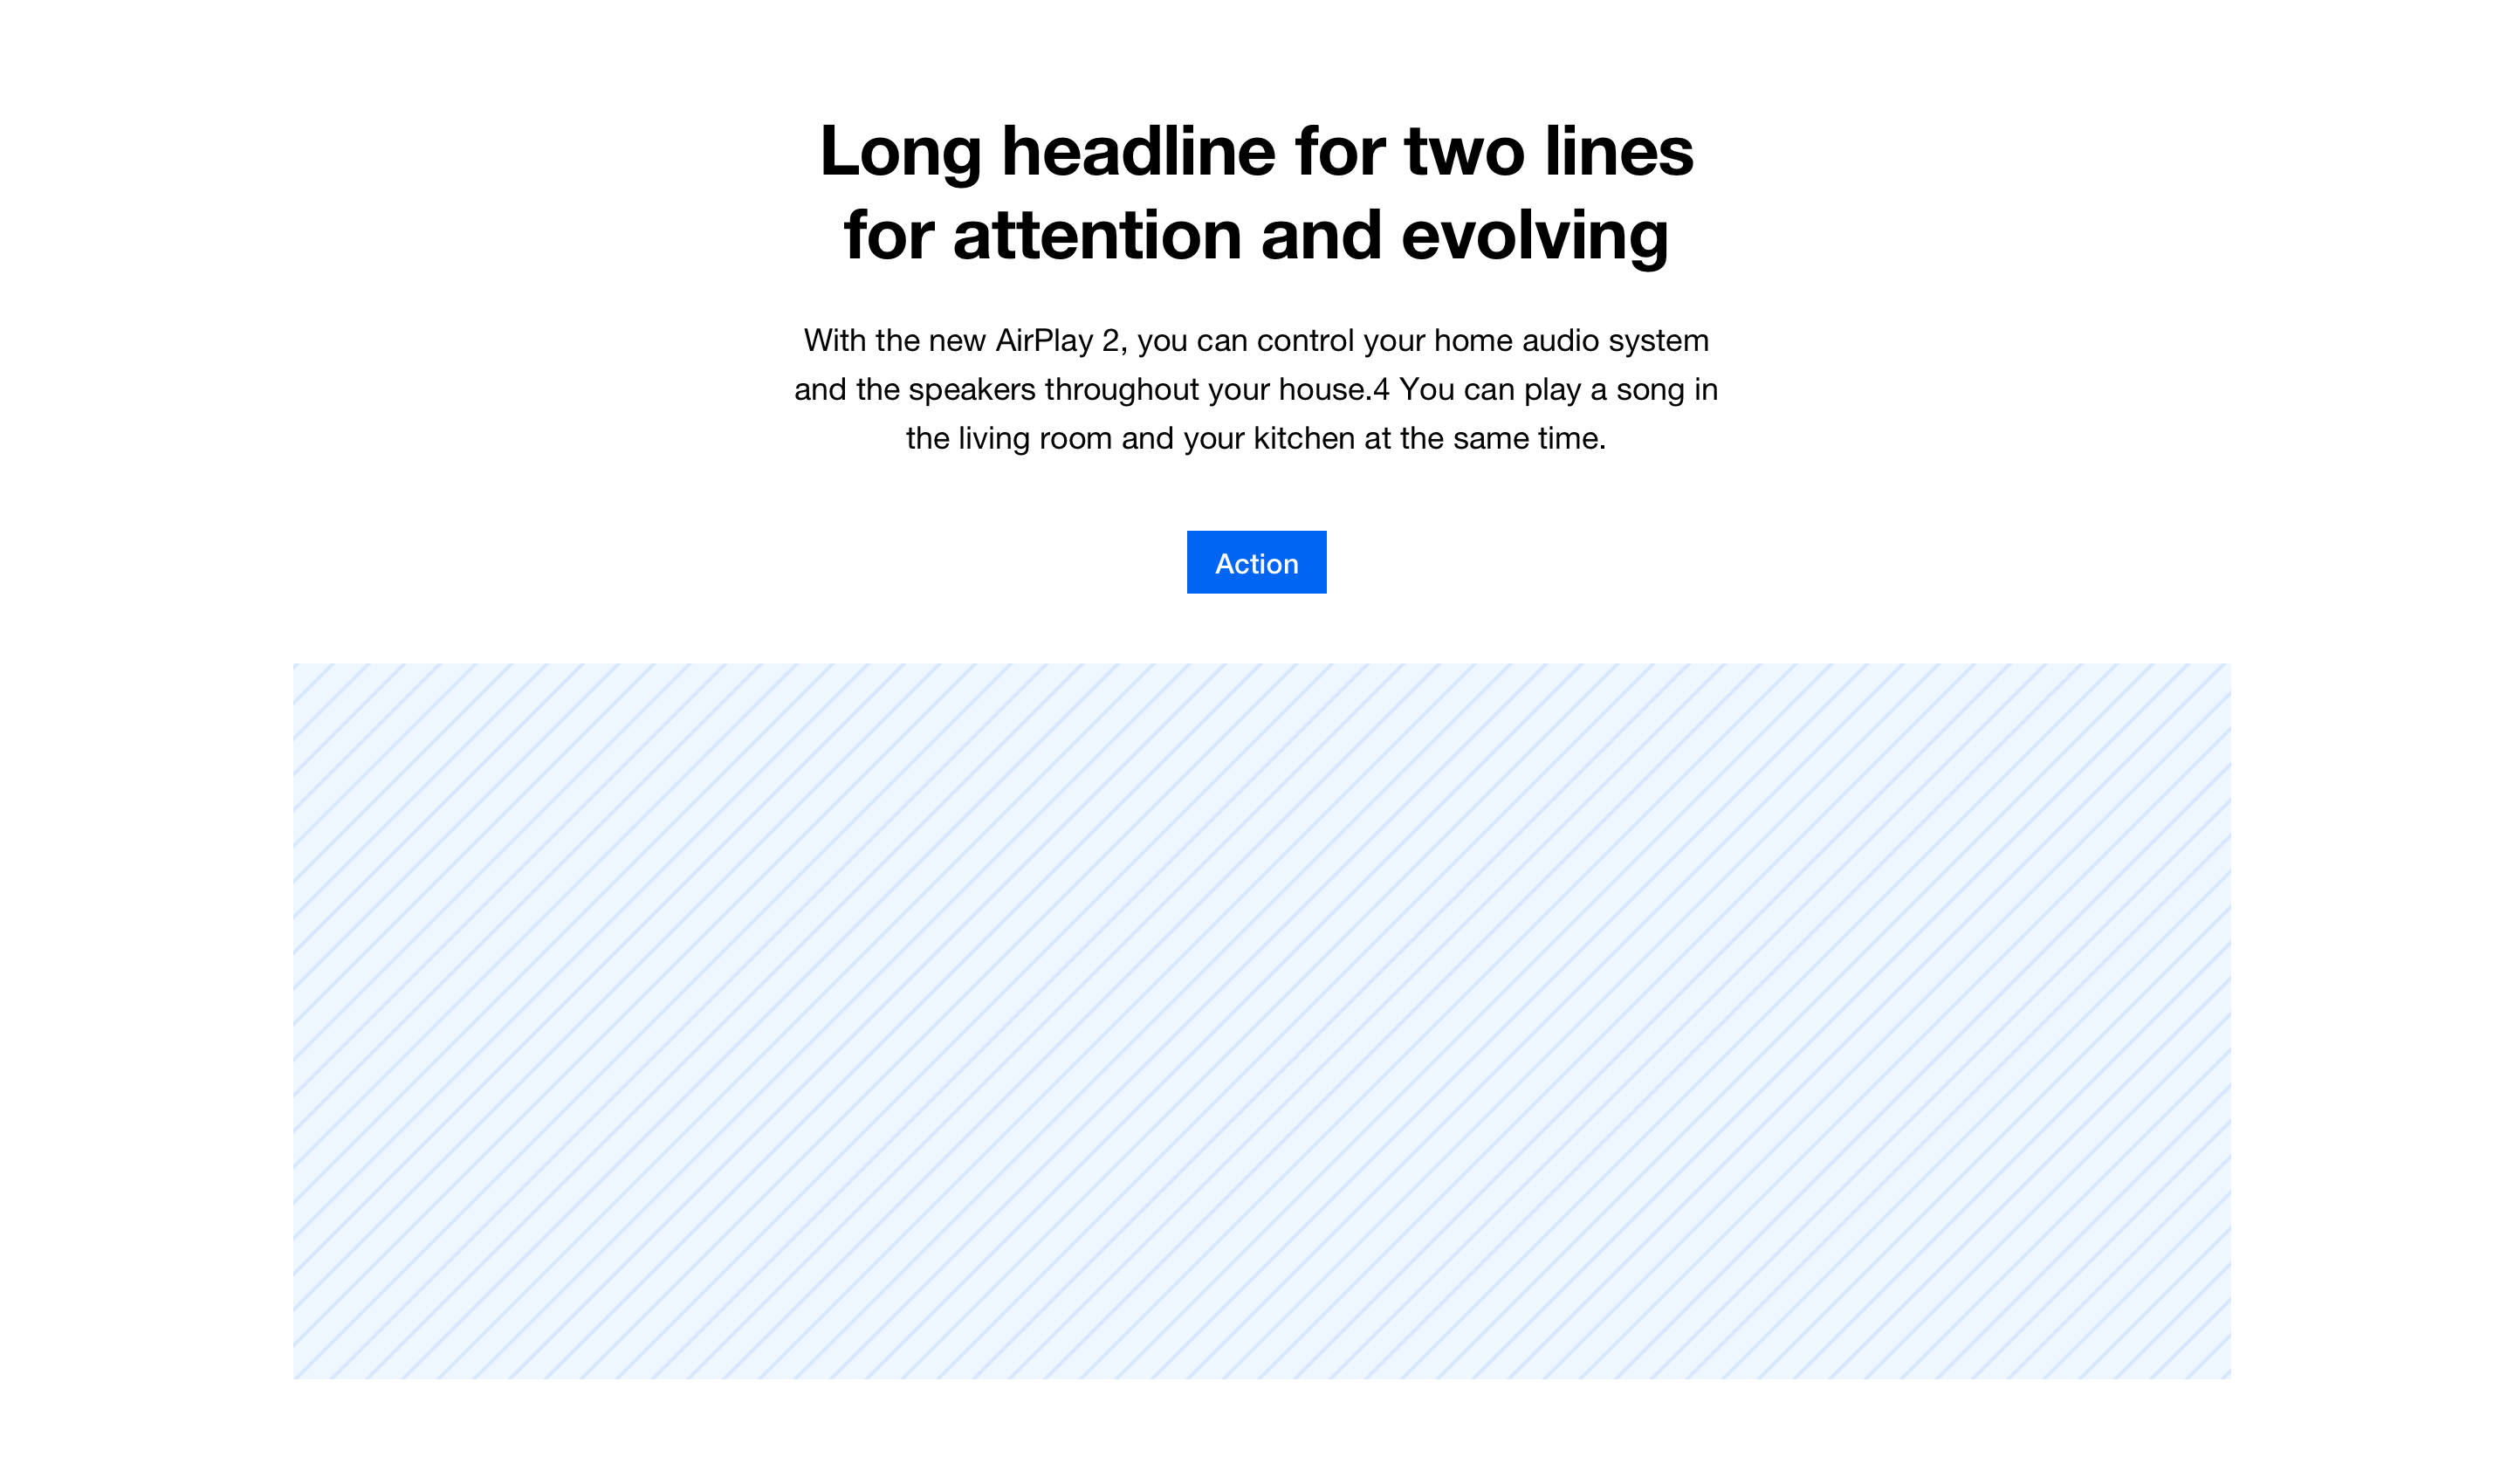 Long headline for two lines
for attention and evolving
With the new AirPlay 2, you can control your home audio system
and the speakers throughout your house.4 You can play a song in
the living room and your kitchen at the same time.
Action